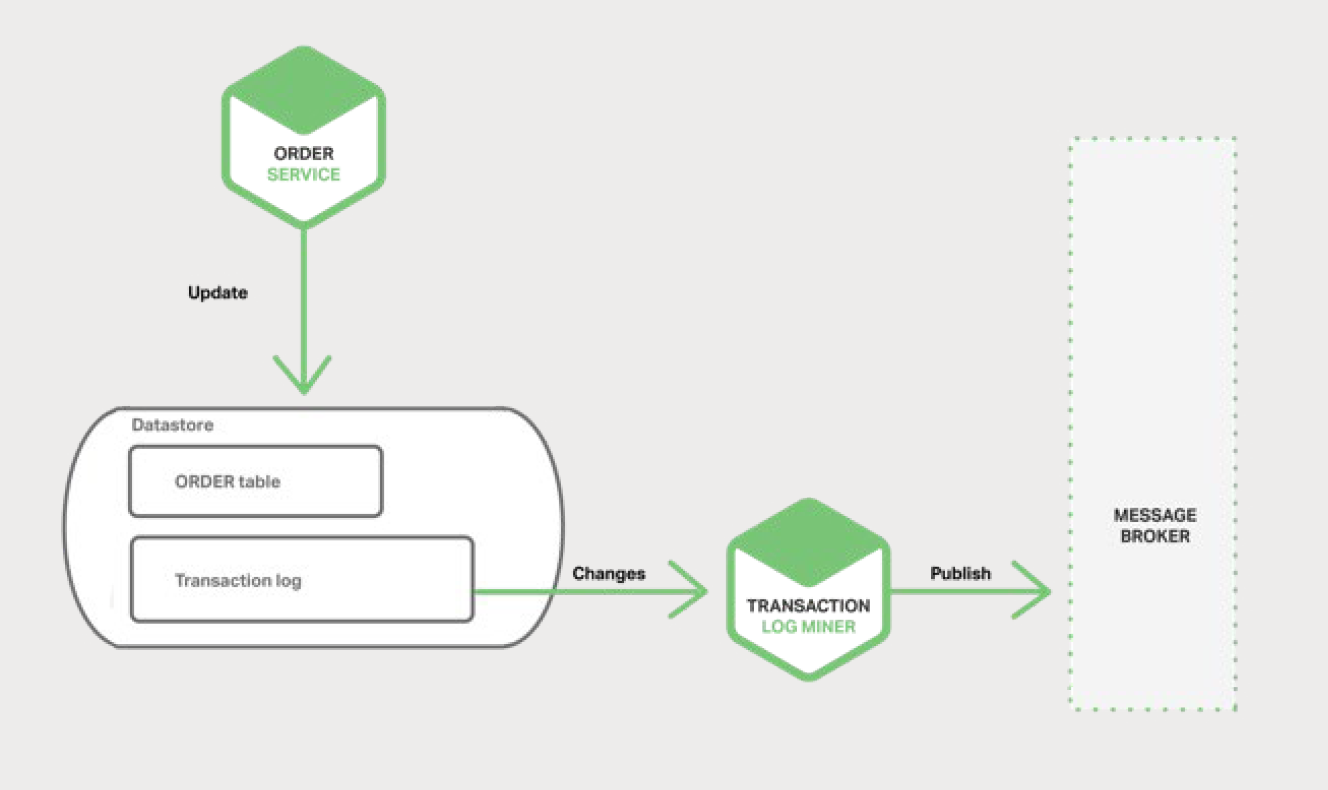 ORDER
SERVICE
Update
Datastore
ORDER table
Transaction log
Changes
TRANSACTION
LOG MINER
Publish
MESSAGE
BROKER